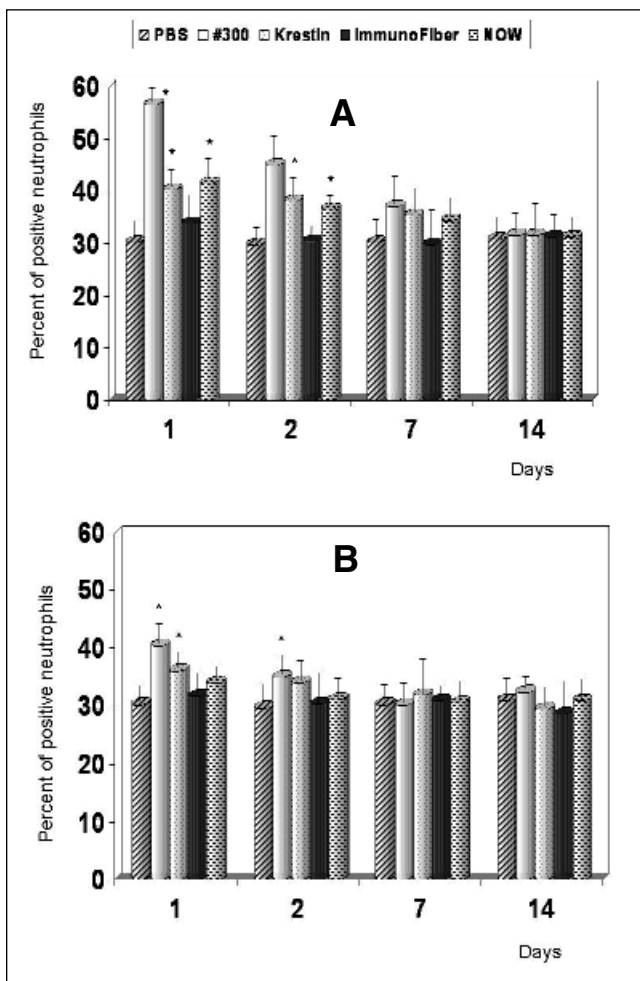 PBS #300 Krestin ImmunoFiber NOW
A
Percent of positive neutrophils
60
50
40
30
20
10
0
* * *
^ *
1 2 7 14
Days
B
Percent of positive neutrophils
60
50
40
30
20
10
0
^ ^ ^
1 2 7 14
Days